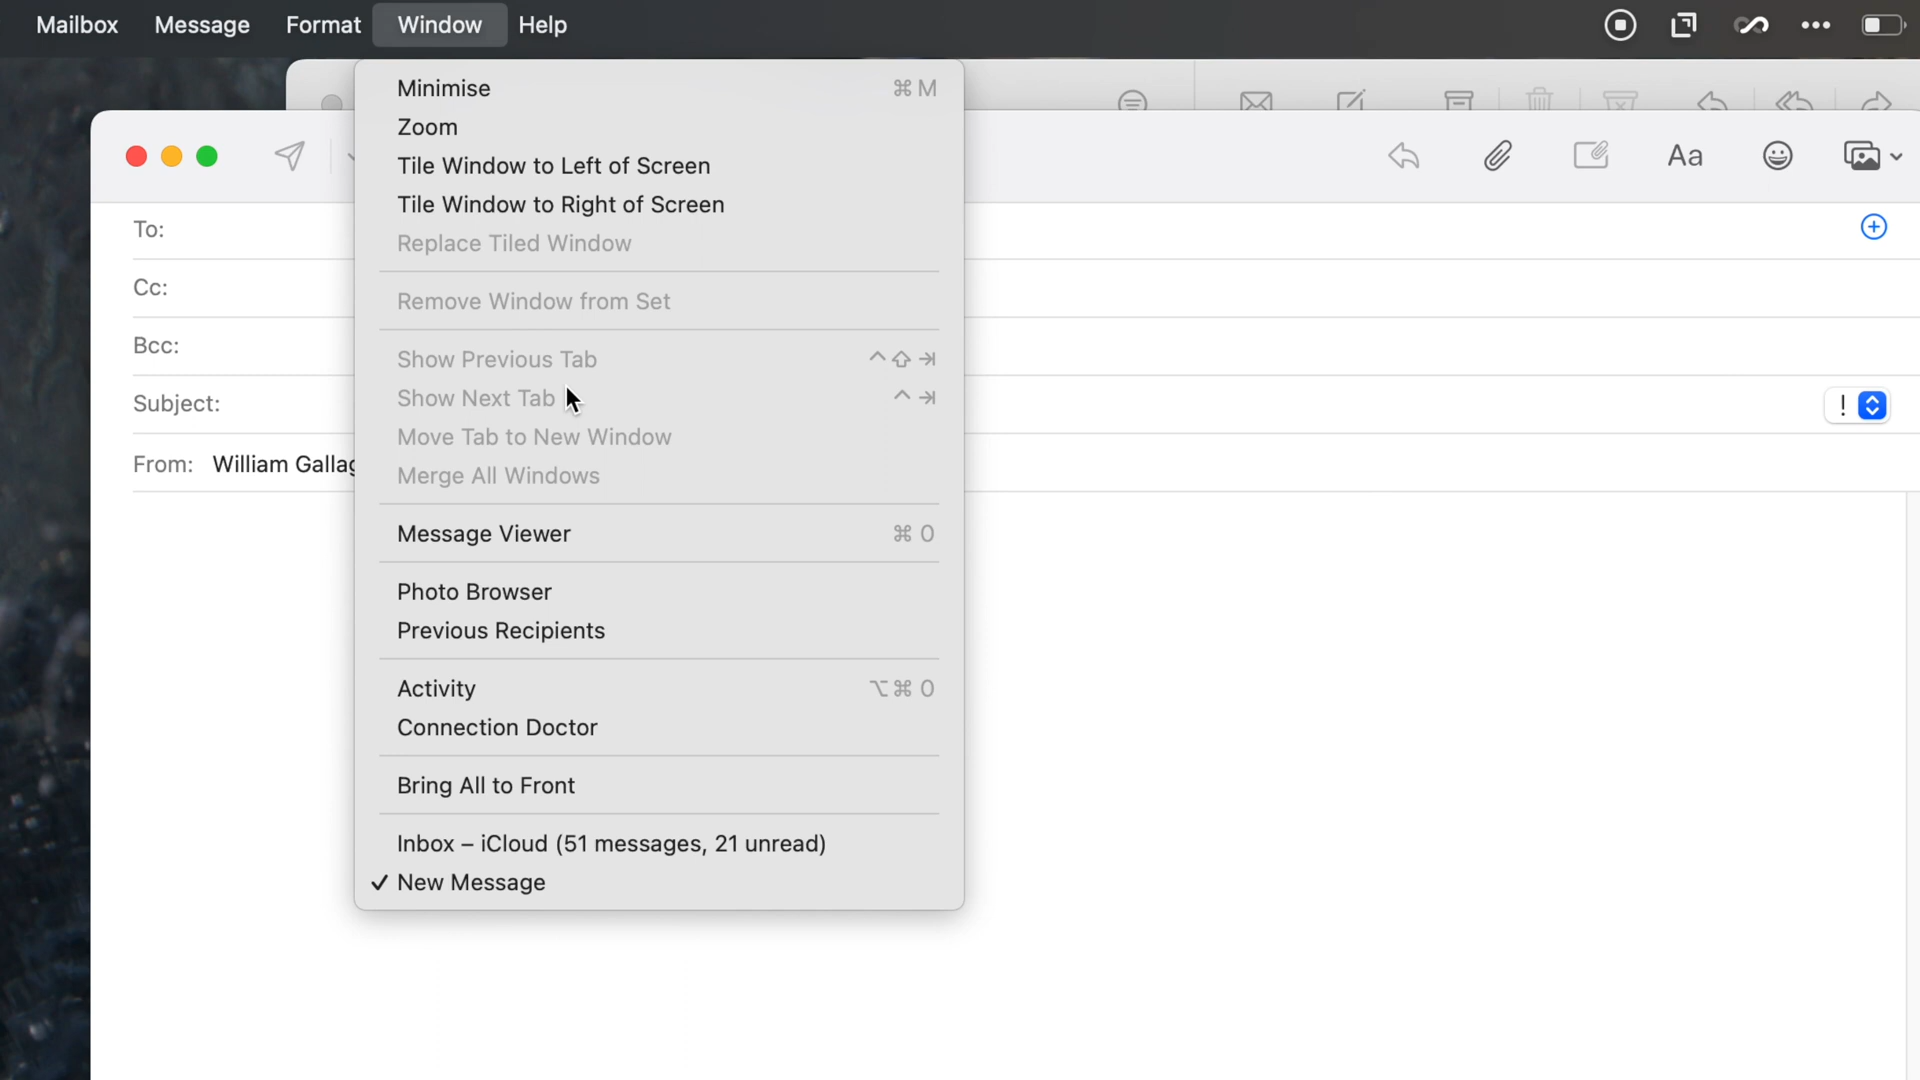 Mailbox Message Format Window Help
Minimise ⌘ M
Zoom
Tile Window to Left of Screen
Tile Window to Right of Screen
Replace Tiled Window
Remove Window from Set
Show Previous Tab ^⇧⇥
Show Next Tab ^⇥
Move Tab to New Window
Merge All Windows
Message Viewer ⌘ 0
Photo Browser
Previous Recipients
Activity ⌥⌘ 0
Connection Doctor
Bring All to Front
Inbox – iCloud (51 messages, 21 unread)
✓ New Message
Aa
To:
Cc:
Bcc:
Subject: !
From: William